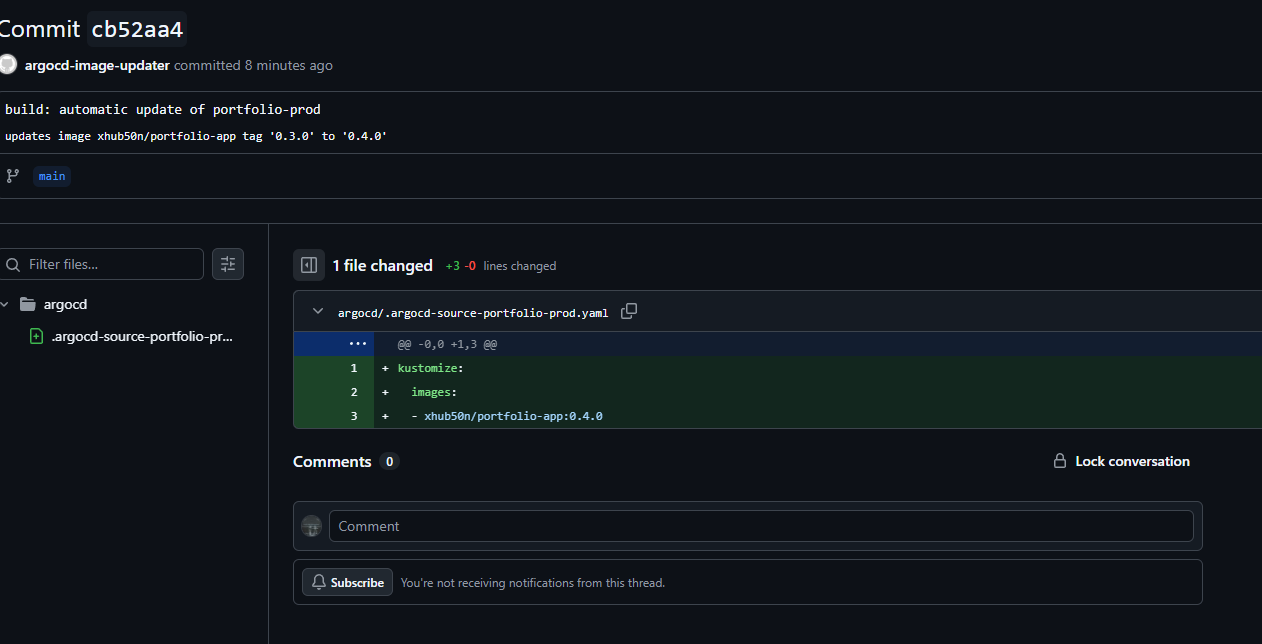 Commit cb52aa4
argocd-image-updater committed 8 minutes ago
build: automatic update of portfolio-prod
updates image xhub50n/portfolio-app tag '0.3.0' to '0.4.0'
main
Filter files...
argocd
.argocd-source-portfolio-pr...
1 file changed +3 -0 lines changed
argocd/.argocd-source-portfolio-prod.yaml
@@ -0,0 +1,3 @@
1 + kustomize:
2 +   images:
3 +   - xhub50n/portfolio-app:0.4.0
Comments 0
Lock conversation
Comment
Subscribe You're not receiving notifications from this thread.